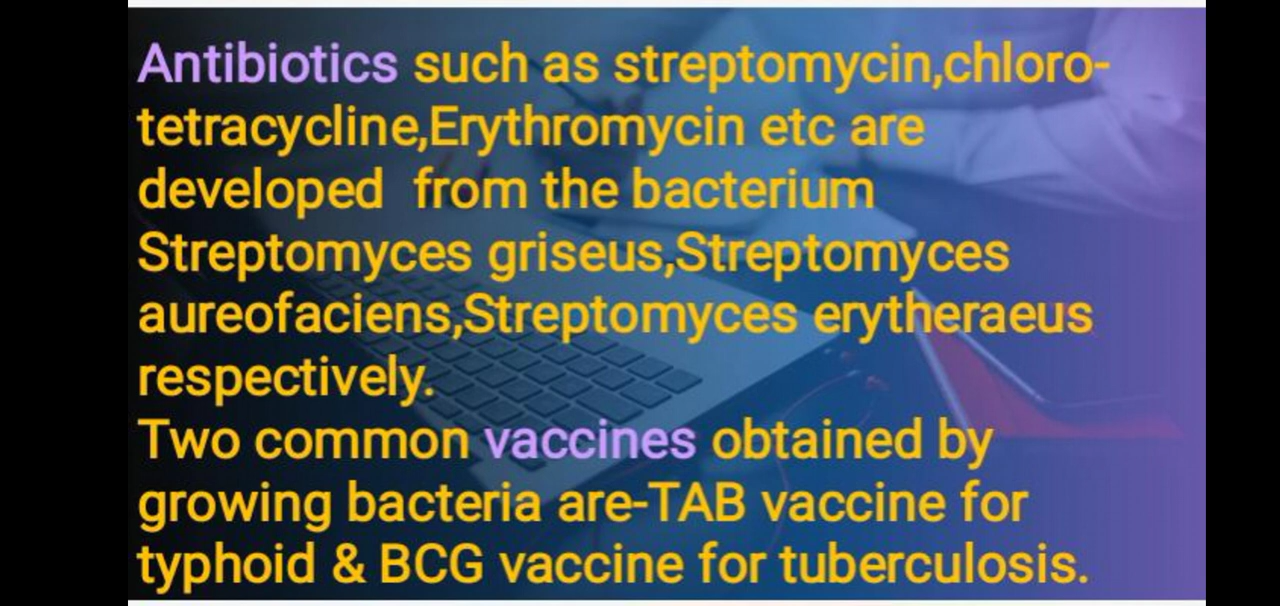 Antibiotics such as streptomycin,chloro-
tetracycline,Erythromycin etc are
developed  from the bacterium
Streptomyces griseus,Streptomyces
aureofaciens,Streptomyces erytheraeus
respectively.
Two common vaccines obtained by
growing bacteria are-TAB vaccine for
typhoid & BCG vaccine for tuberculosis.